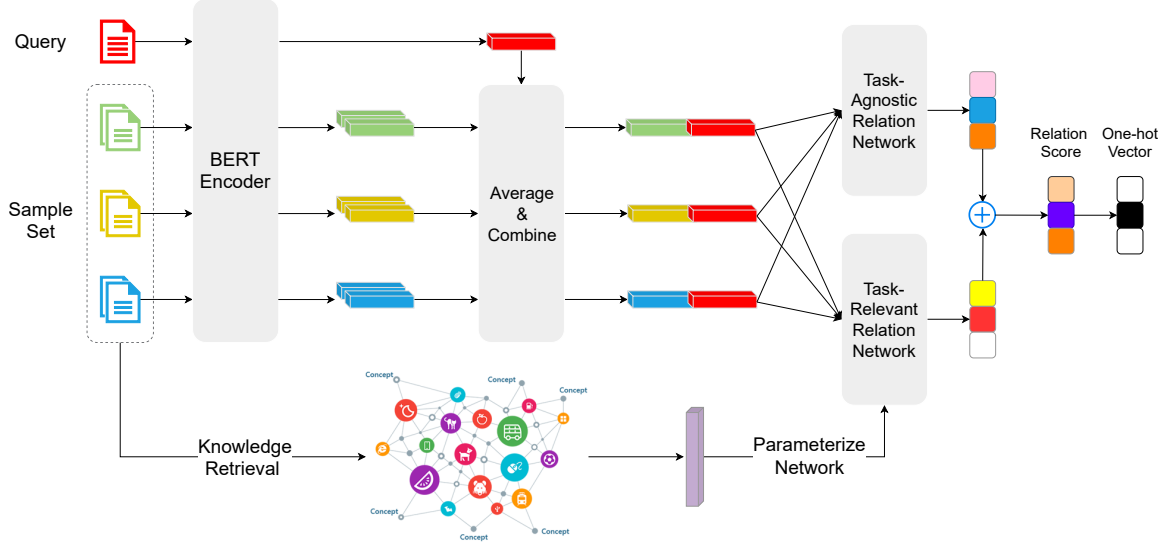 Query
Sample
Set
BERT
Encoder
Average
&
Combine
Task-
Agnostic
Relation
Network
Task-
Relevant
Relation
Network
Relation
Score
One-hot
Vector
Knowledge
Retrieval
Concept
Concept
Concept
Concept
Concept
Concept
Parameterize
Network